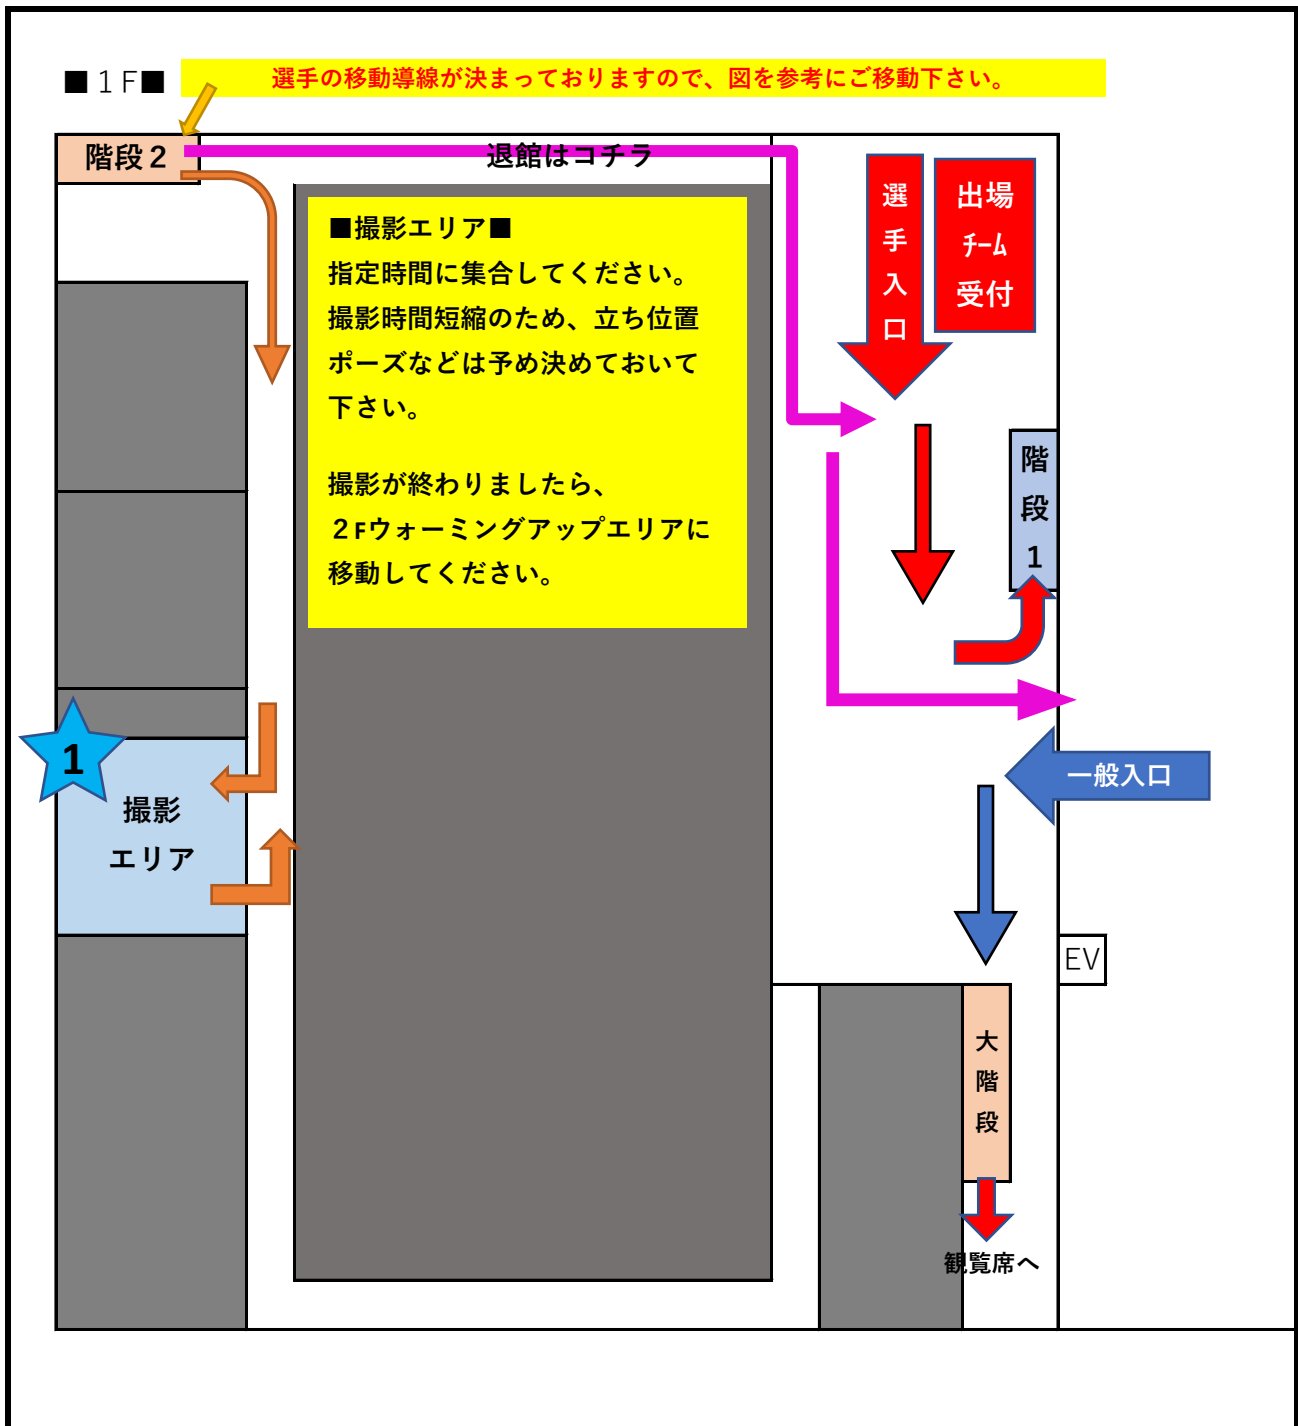 ■１F■
選手の移動導線が決まっておりますので、図を参考にご移動下さい。
階段２
退館はコチラ
選手入口
出場
ﾁｰﾑ
受付
■撮影エリア■
指定時間に集合してください。
撮影時間短縮のため、立ち位置
ポーズなどは予め決めておいて
下さい。
撮影が終わりましたら、
２Fウォーミングアップエリアに
移動してください。
階段1
1
撮影
エリア
一般入口
EV
大階段
観覧席へ